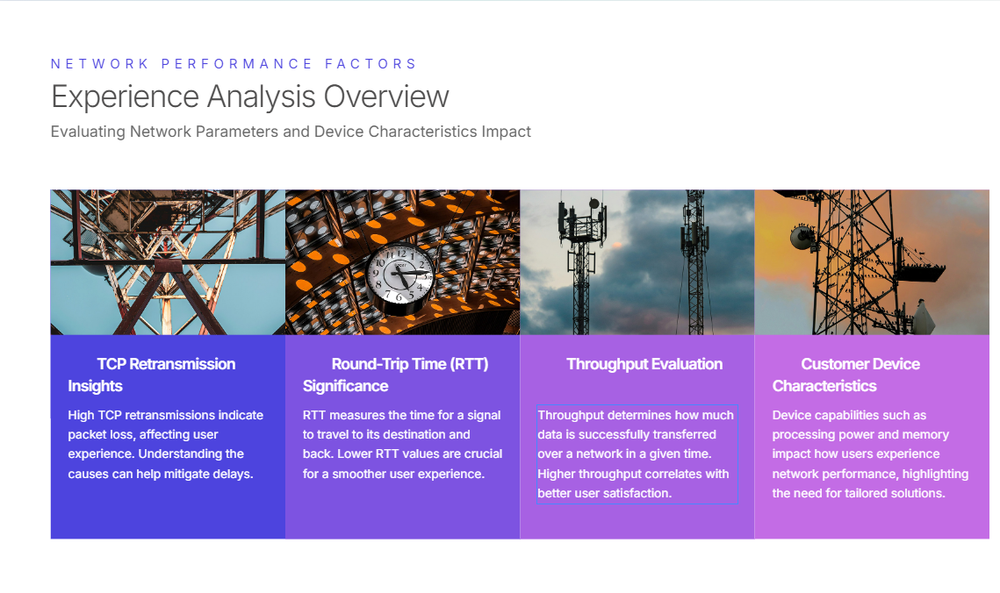 NETWORK PERFORMANCE FACTORS
Experience Analysis Overview
Evaluating Network Parameters and Device Characteristics Impact
TCP Retransmission
Insights
High TCP retransmissions indicate
packet loss, affecting user
experience. Understanding the
causes can help mitigate delays.
Round-Trip Time (RTT)
Significance
RTT measures the time for a signal
to travel to its destination and
back. Lower RTT values are crucial
for a smoother user experience.
Throughput Evaluation
Throughput determines how much
data is successfully transferred
over a network in a given time.
Higher throughput correlates with
better user satisfaction.
Customer Device
Characteristics
Device capabilities such as
processing power and memory
impact how users experience
network performance, highlighting
the need for tailored solutions.